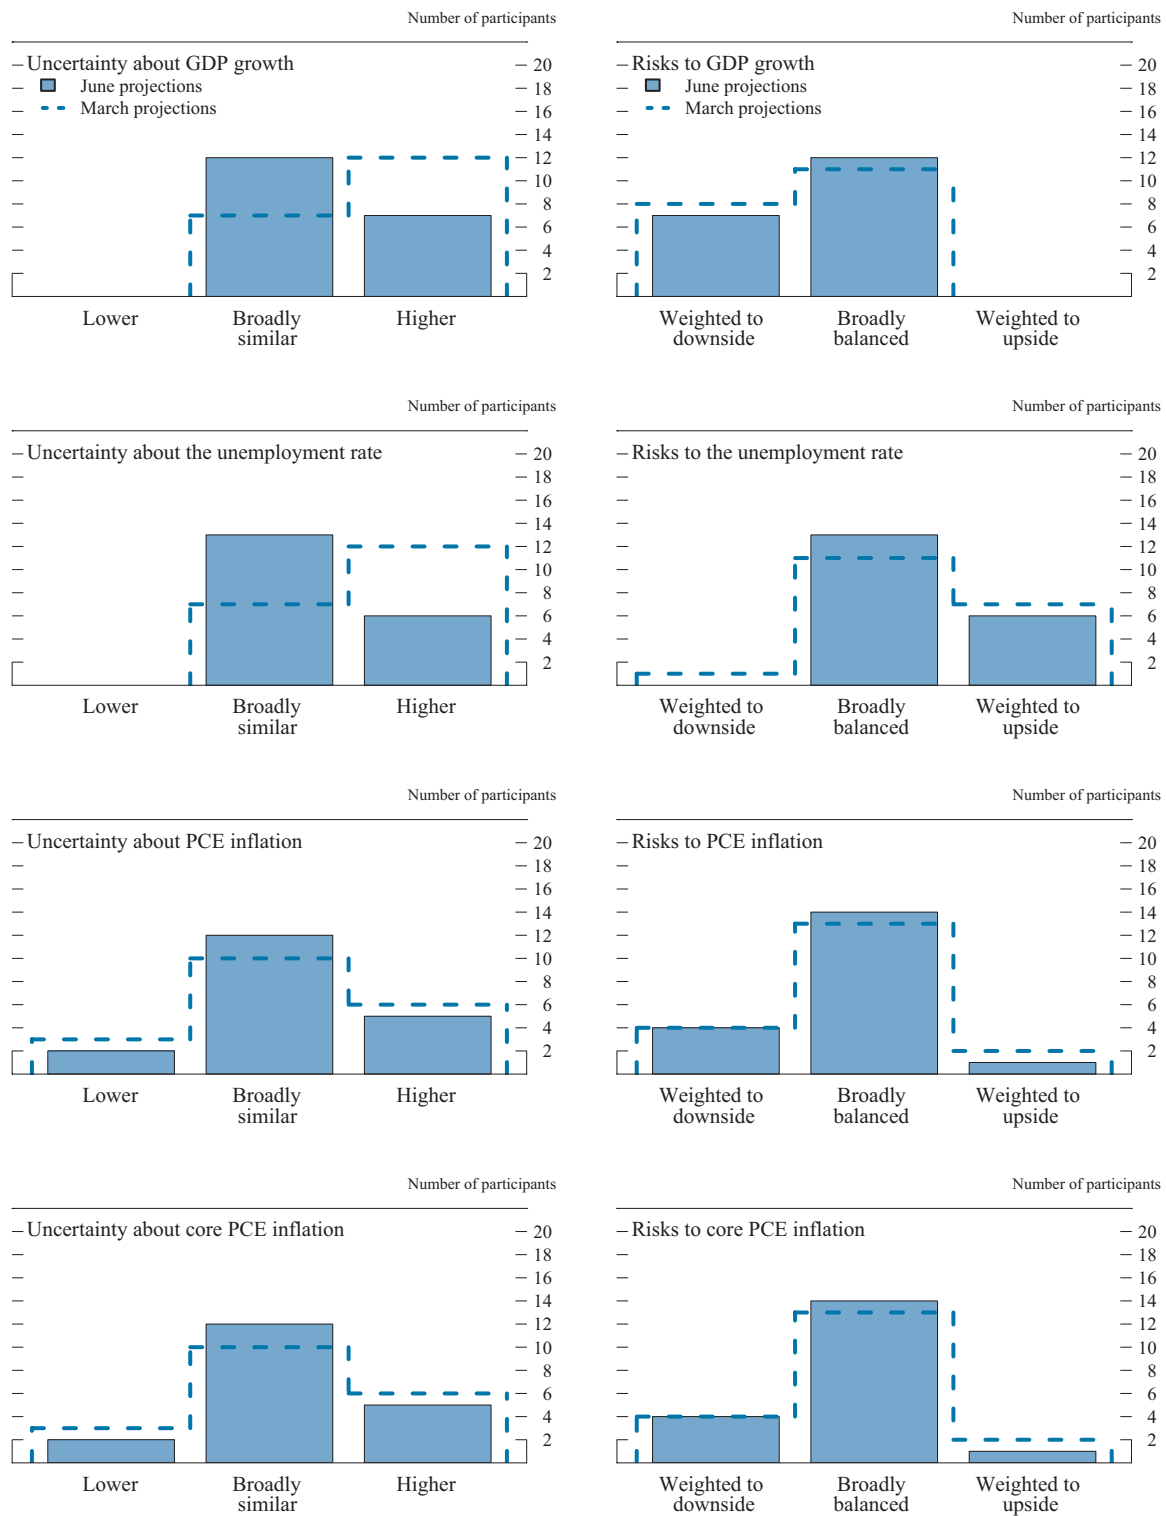 Number of participants
Uncertainty about GDP growth
June projections
March projections
20
18
16
14
12
10
8
6
4
2
Lower
Broadly
similar
Higher
Number of participants
Risks to GDP growth
June projections
March projections
20
18
16
14
12
10
8
6
4
2
Weighted to
downside
Broadly
balanced
Weighted to
upside
Number of participants
Uncertainty about the unemployment rate
20
18
16
14
12
10
8
6
4
2
Lower
Broadly
similar
Higher
Number of participants
Risks to the unemployment rate
20
18
16
14
12
10
8
6
4
2
Weighted to
downside
Broadly
balanced
Weighted to
upside
Number of participants
Uncertainty about PCE inflation
20
18
16
14
12
10
8
6
4
2
Lower
Broadly
similar
Higher
Number of participants
Risks to PCE inflation
20
18
16
14
12
10
8
6
4
2
Weighted to
downside
Broadly
balanced
Weighted to
upside
Number of participants
Uncertainty about core PCE inflation
20
18
16
14
12
10
8
6
4
2
Lower
Broadly
similar
Higher
Number of participants
Risks to core PCE inflation
20
18
16
14
12
10
8
6
4
2
Weighted to
downside
Broadly
balanced
Weighted to
upside